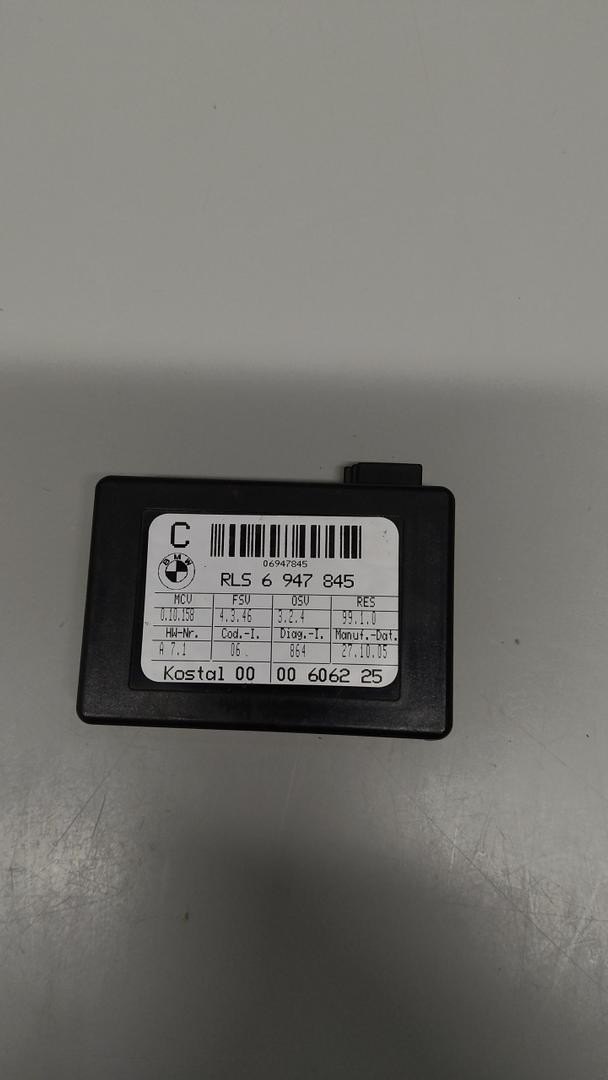 C
06947845
BMW
RLS 6 947 845
MCV FSV OSV RES
0.10.158 4.3.46 3.2.4 99.1.0
HW-Nr. Cod.-I. Diag.-I. Manuf.-Dat.
A 7.1 06 864 27.10.05
Kostal 00 00 6062 25